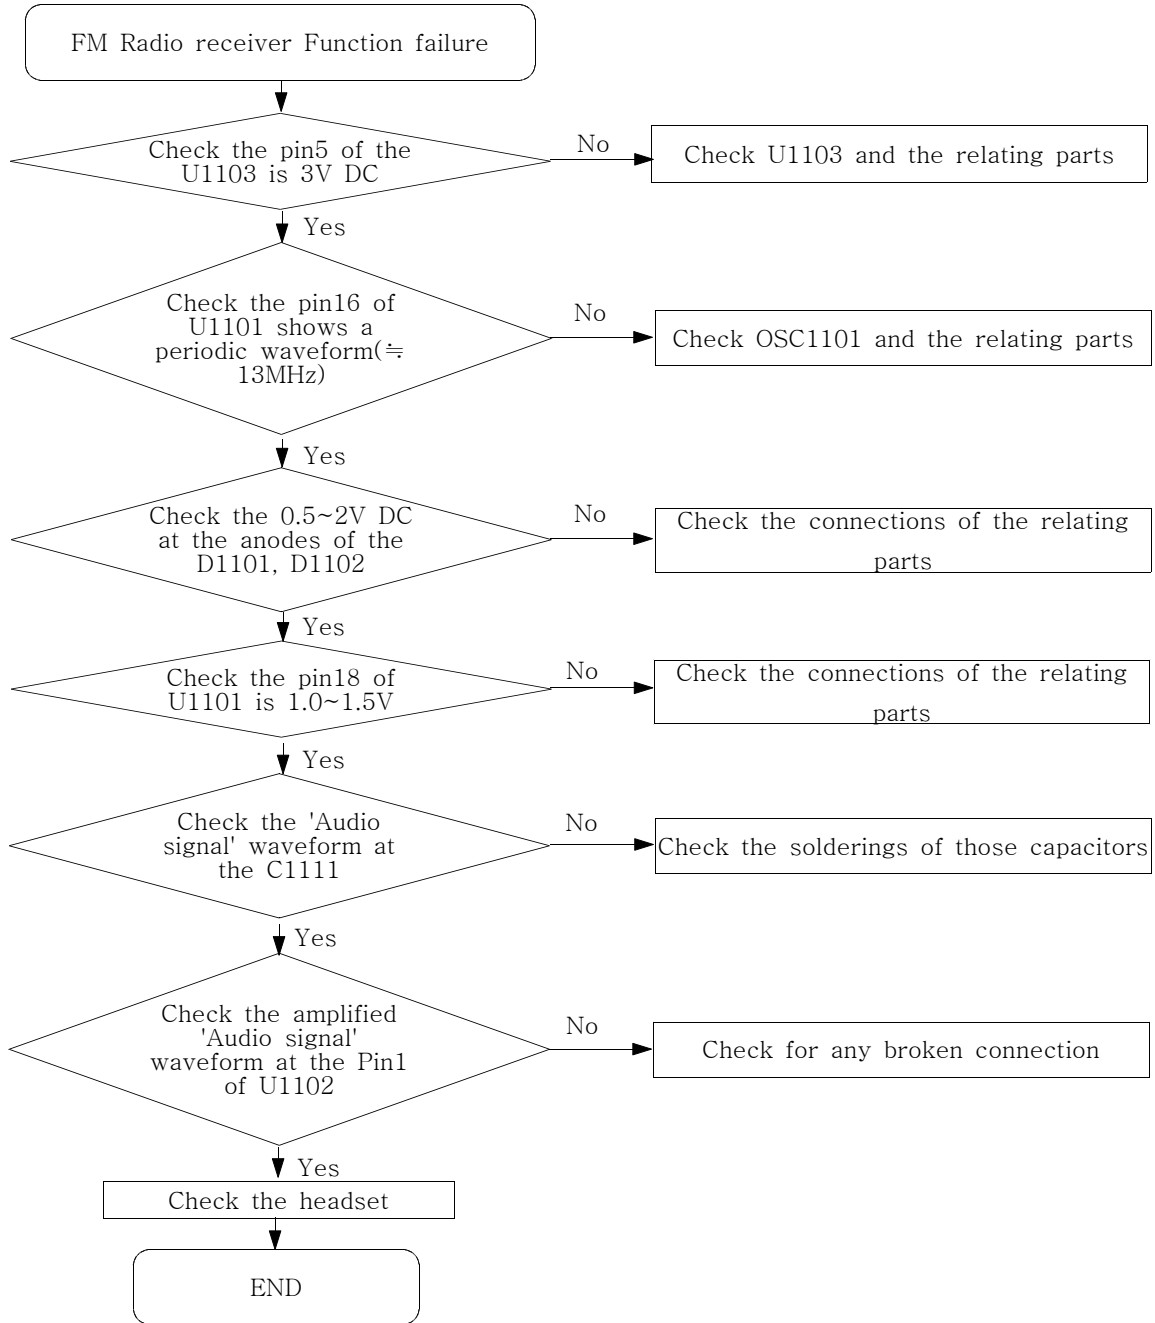 FM Radio receiver Function failure
Check the pin5 of the
U1103 is 3V DC
No
Check U1103 and the relating parts
Yes
Check the pin16 of
U1101 shows a
periodic waveform(≒
13MHz)
No
Check OSC1101 and the relating parts
Yes
Check the 0.5~2V DC
at the anodes of the
D1101, D1102
No
Check the connections of the relating
parts
Yes
Check the pin18 of
U1101 is 1.0~1.5V
No
Check the connections of the relating
parts
Yes
Check the 'Audio
signal' waveform at
the C1111
No
Check the solderings of those capacitors
Yes
Check the amplified
'Audio signal'
waveform at the Pin1
of U1102
No
Check for any broken connection
Yes
Check the headset
END